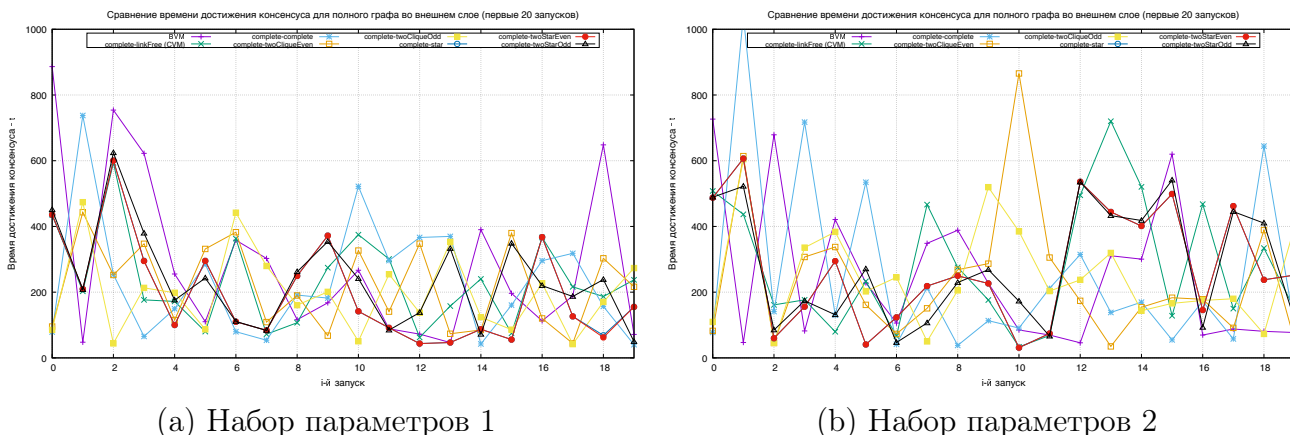 Сравнение времени достижения консенсуса для полного графа во внешнем слое (первые 20 запусков)
BVM complete-complete complete-twoCliqueOdd complete-twoStarEven
complete-linkFree (CVM) complete-twoCliqueEven complete-star complete-twoStarOdd
Время достижения консенсуса - t
1000
800
600
400
200
0
0 2 4 6 8 10 12 14 16 18
i-й запуск
(a) Набор параметров 1
Сравнение времени достижения консенсуса для полного графа во внешнем слое (первые 20 запусков)
BVM complete-complete complete-twoCliqueOdd complete-twoStarEven
complete-linkFree (CVM) complete-twoCliqueEven complete-star complete-twoStarOdd
Время достижения консенсуса - t
1000
800
600
400
200
0
0 2 4 6 8 10 12 14 16 18
i-й запуск
(b) Набор параметров 2